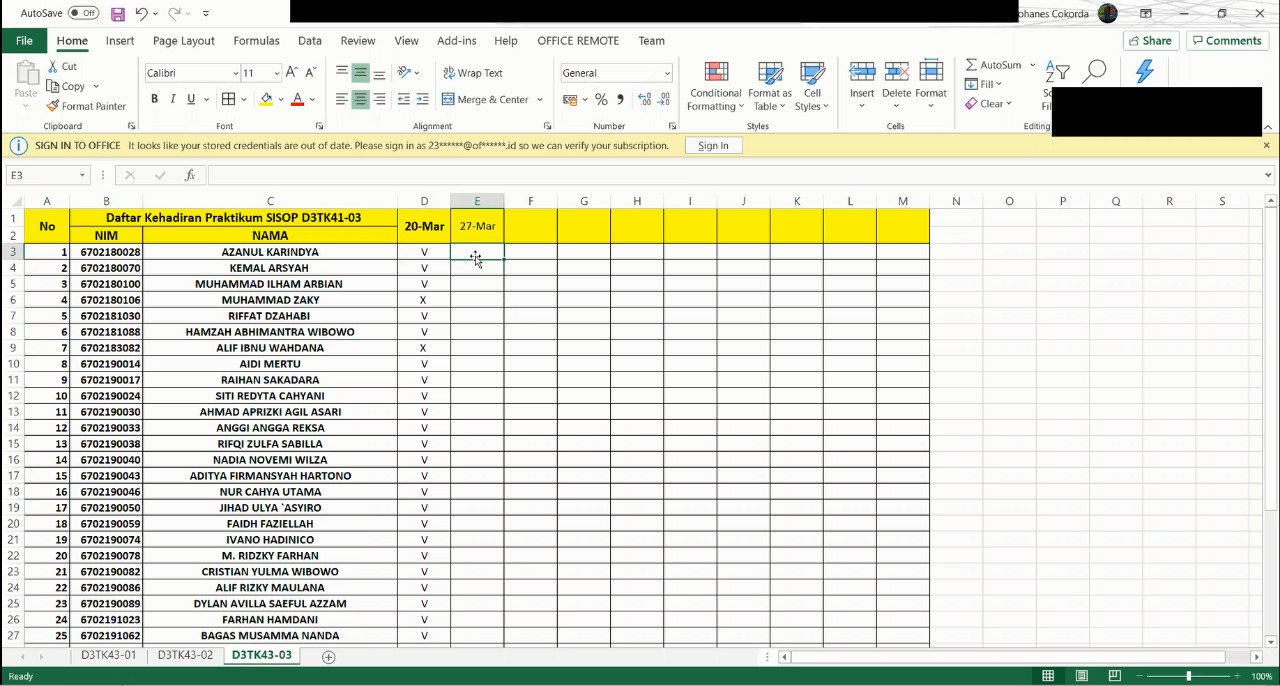 AutoSave Off ohanes Cokorda
File Home Insert Page Layout Formulas Data Review View Add-ins Help OFFICE REMOTE Team Share Comments
Paste Cut Copy Format Painter Clipboard
Calibri 11 B I U Font
Wrap Text Merge & Center Alignment
General % Number
Conditional Formatting Format as Table Cell Styles Styles
Insert Delete Format Cells
AutoSum Fill Clear Editing
SIGN IN TO OFFICE It looks like your stored credentials are out of date. Please sign in as 23******@of******.id so we can verify your subscription. Sign In
E3 fx
A B C D E F G H I J K L M N O P Q R S
1 No Daftar Kehadiran Praktikum SISOP D3TK41-03 20-Mar 27-Mar
2 NIM NAMA
3 1 6702180028 AZANUL KARINDYA V
4 2 6702180070 KEMAL ARSYAH V
5 3 6702180100 MUHAMMAD ILHAM ARBIAN V
6 4 6702180106 MUHAMMAD ZAKY X
7 5 6702181030 RIFFAT DZAHABI V
8 6 6702181088 HAMZAH ABHIMANTRA WIBOWO V
9 7 6702183082 ALIF IBNU WAHDANA X
10 8 6702190014 AIDI MERTU V
11 9 6702190017 RAIHAN SAKADARA V
12 10 6702190024 SITI REDYTA CAHYANI V
13 11 6702190030 AHMAD APRIZKI AGIL ASARI V
14 12 6702190033 ANGGI ANGGA REKSA V
15 13 6702190038 RIFQI ZULFA SABILLA V
16 14 6702190040 NADIA NOVEMI WILZA V
17 15 6702190043 ADITYA FIRMANSYAH HARTONO V
18 16 6702190046 NUR CAHYA UTAMA V
19 17 6702190050 JIHAD ULYA `ASYIRO V
20 18 6702190059 FAIDH FAZIELLAH V
21 19 6702190074 IVANO HADINICO V
22 20 6702190078 M. RIDZKY FARHAN V
23 21 6702190082 CRISTIAN YULMA WIBOWO V
24 22 6702190086 ALIF RIZKY MAULANA V
25 23 6702190089 DYLAN AVILLA SAEFUL AZZAM V
26 24 6702191023 FARHAN HAMDANI V
27 25 6702191062 BAGAS MUSAMMA NANDA V
D3TK43-01 D3TK43-02 D3TK43-03
Ready 100%